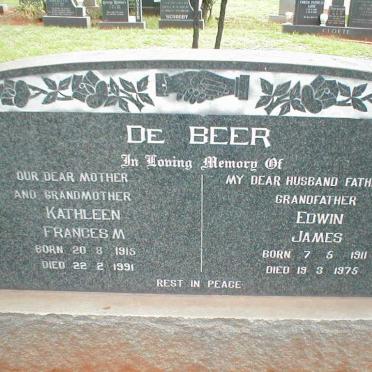 CLOETE
DE BEER
In Loving Memory Of
OUR DEAR MOTHER
AND GRANDMOTHER
KATHLEEN
FRANCES M
BORN 20 8 1915
DIED 22 2 1991
MY DEAR HUSBAND FATH
GRANDFATHER
EDWIN
JAMES
BORN 7 5 1911
DIED 19 3 1975
REST IN PEACE